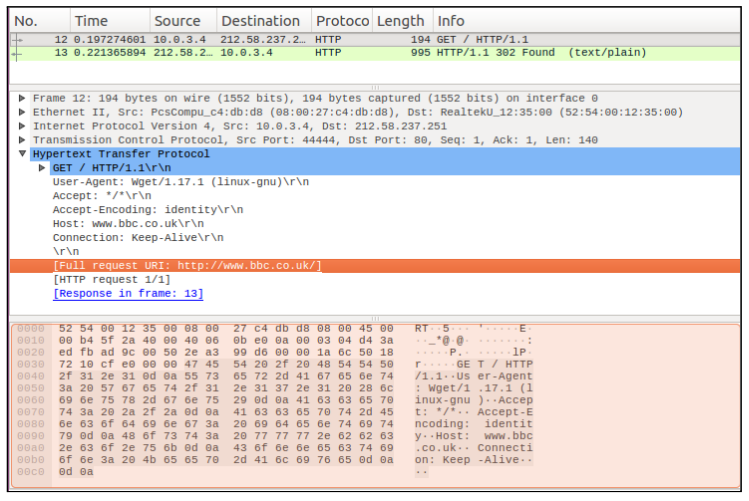 No. Time Source Destination Protoco Length Info
12 0.197274601 10.0.3.4 212.58.237.2… HTTP 194 GET / HTTP/1.1
13 0.221365894 212.58.2… 10.0.3.4 HTTP 995 HTTP/1.1 302 Found (text/plain)
Frame 12: 194 bytes on wire (1552 bits), 194 bytes captured (1552 bits) on interface 0
Ethernet II, Src: PcsCompu_c4:db:d8 (08:00:27:c4:db:d8), Dst: RealtekU_12:35:00 (52:54:00:12:35:00)
Internet Protocol Version 4, Src: 10.0.3.4, Dst: 212.58.237.251
Transmission Control Protocol, Src Port: 44444, Dst Port: 80, Seq: 1, Ack: 1, Len: 140
Hypertext Transfer Protocol
GET / HTTP/1.1\r\n
User-Agent: Wget/1.17.1 (linux-gnu)\r\n
Accept: */*\r\n
Accept-Encoding: identity\r\n
Host: www.bbc.co.uk\r\n
Connection: Keep-Alive\r\n
\r\n
[Full request URI: http://www.bbc.co.uk/]
[HTTP request 1/1]
[Response in frame: 13]
0000 52 54 00 12 35 00 08 00 27 c4 db d8 08 00 45 00 RT··5··· '·····E·
0010 00 b4 5f 2a 40 00 40 06 0b e0 0a 00 03 04 d4 3a ··_*@·@· ·······:
0020 ed fb ad 9c 00 50 2e a3 99 d6 00 00 1a 6c 50 18 ·····P.· ·····lP·
0030 72 10 cf e0 00 00 47 45 54 20 2f 20 48 54 54 50 r·····GE T / HTTP
0040 2f 31 2e 31 0d 0a 55 73 65 72 2d 41 67 65 6e 74 /1.1··Us er-Agent
0050 3a 20 57 67 65 74 2f 31 2e 31 37 2e 31 20 28 6c : Wget/1 .17.1 (l
0060 69 6e 75 78 2d 67 6e 75 29 0d 0a 41 63 63 65 70 inux-gnu )··Accep
0070 74 3a 20 2a 2f 2a 0d 0a 41 63 63 65 70 74 2d 45 t: */*·· Accept-E
0080 6e 63 6f 64 69 6e 67 3a 20 69 64 65 6e 74 69 74 ncoding: identit
0090 79 0d 0a 48 6f 73 74 3a 20 77 77 77 2e 62 62 63 y··Host: www.bbc
00a0 2e 63 6f 2e 75 6b 0d 0a 43 6f 6e 6e 65 63 74 69 .co.uk·· Connecti
00b0 6f 6e 3a 20 4b 65 65 70 2d 41 6c 69 76 65 0d 0a on: Keep -Alive··
00c0 0d 0a ··